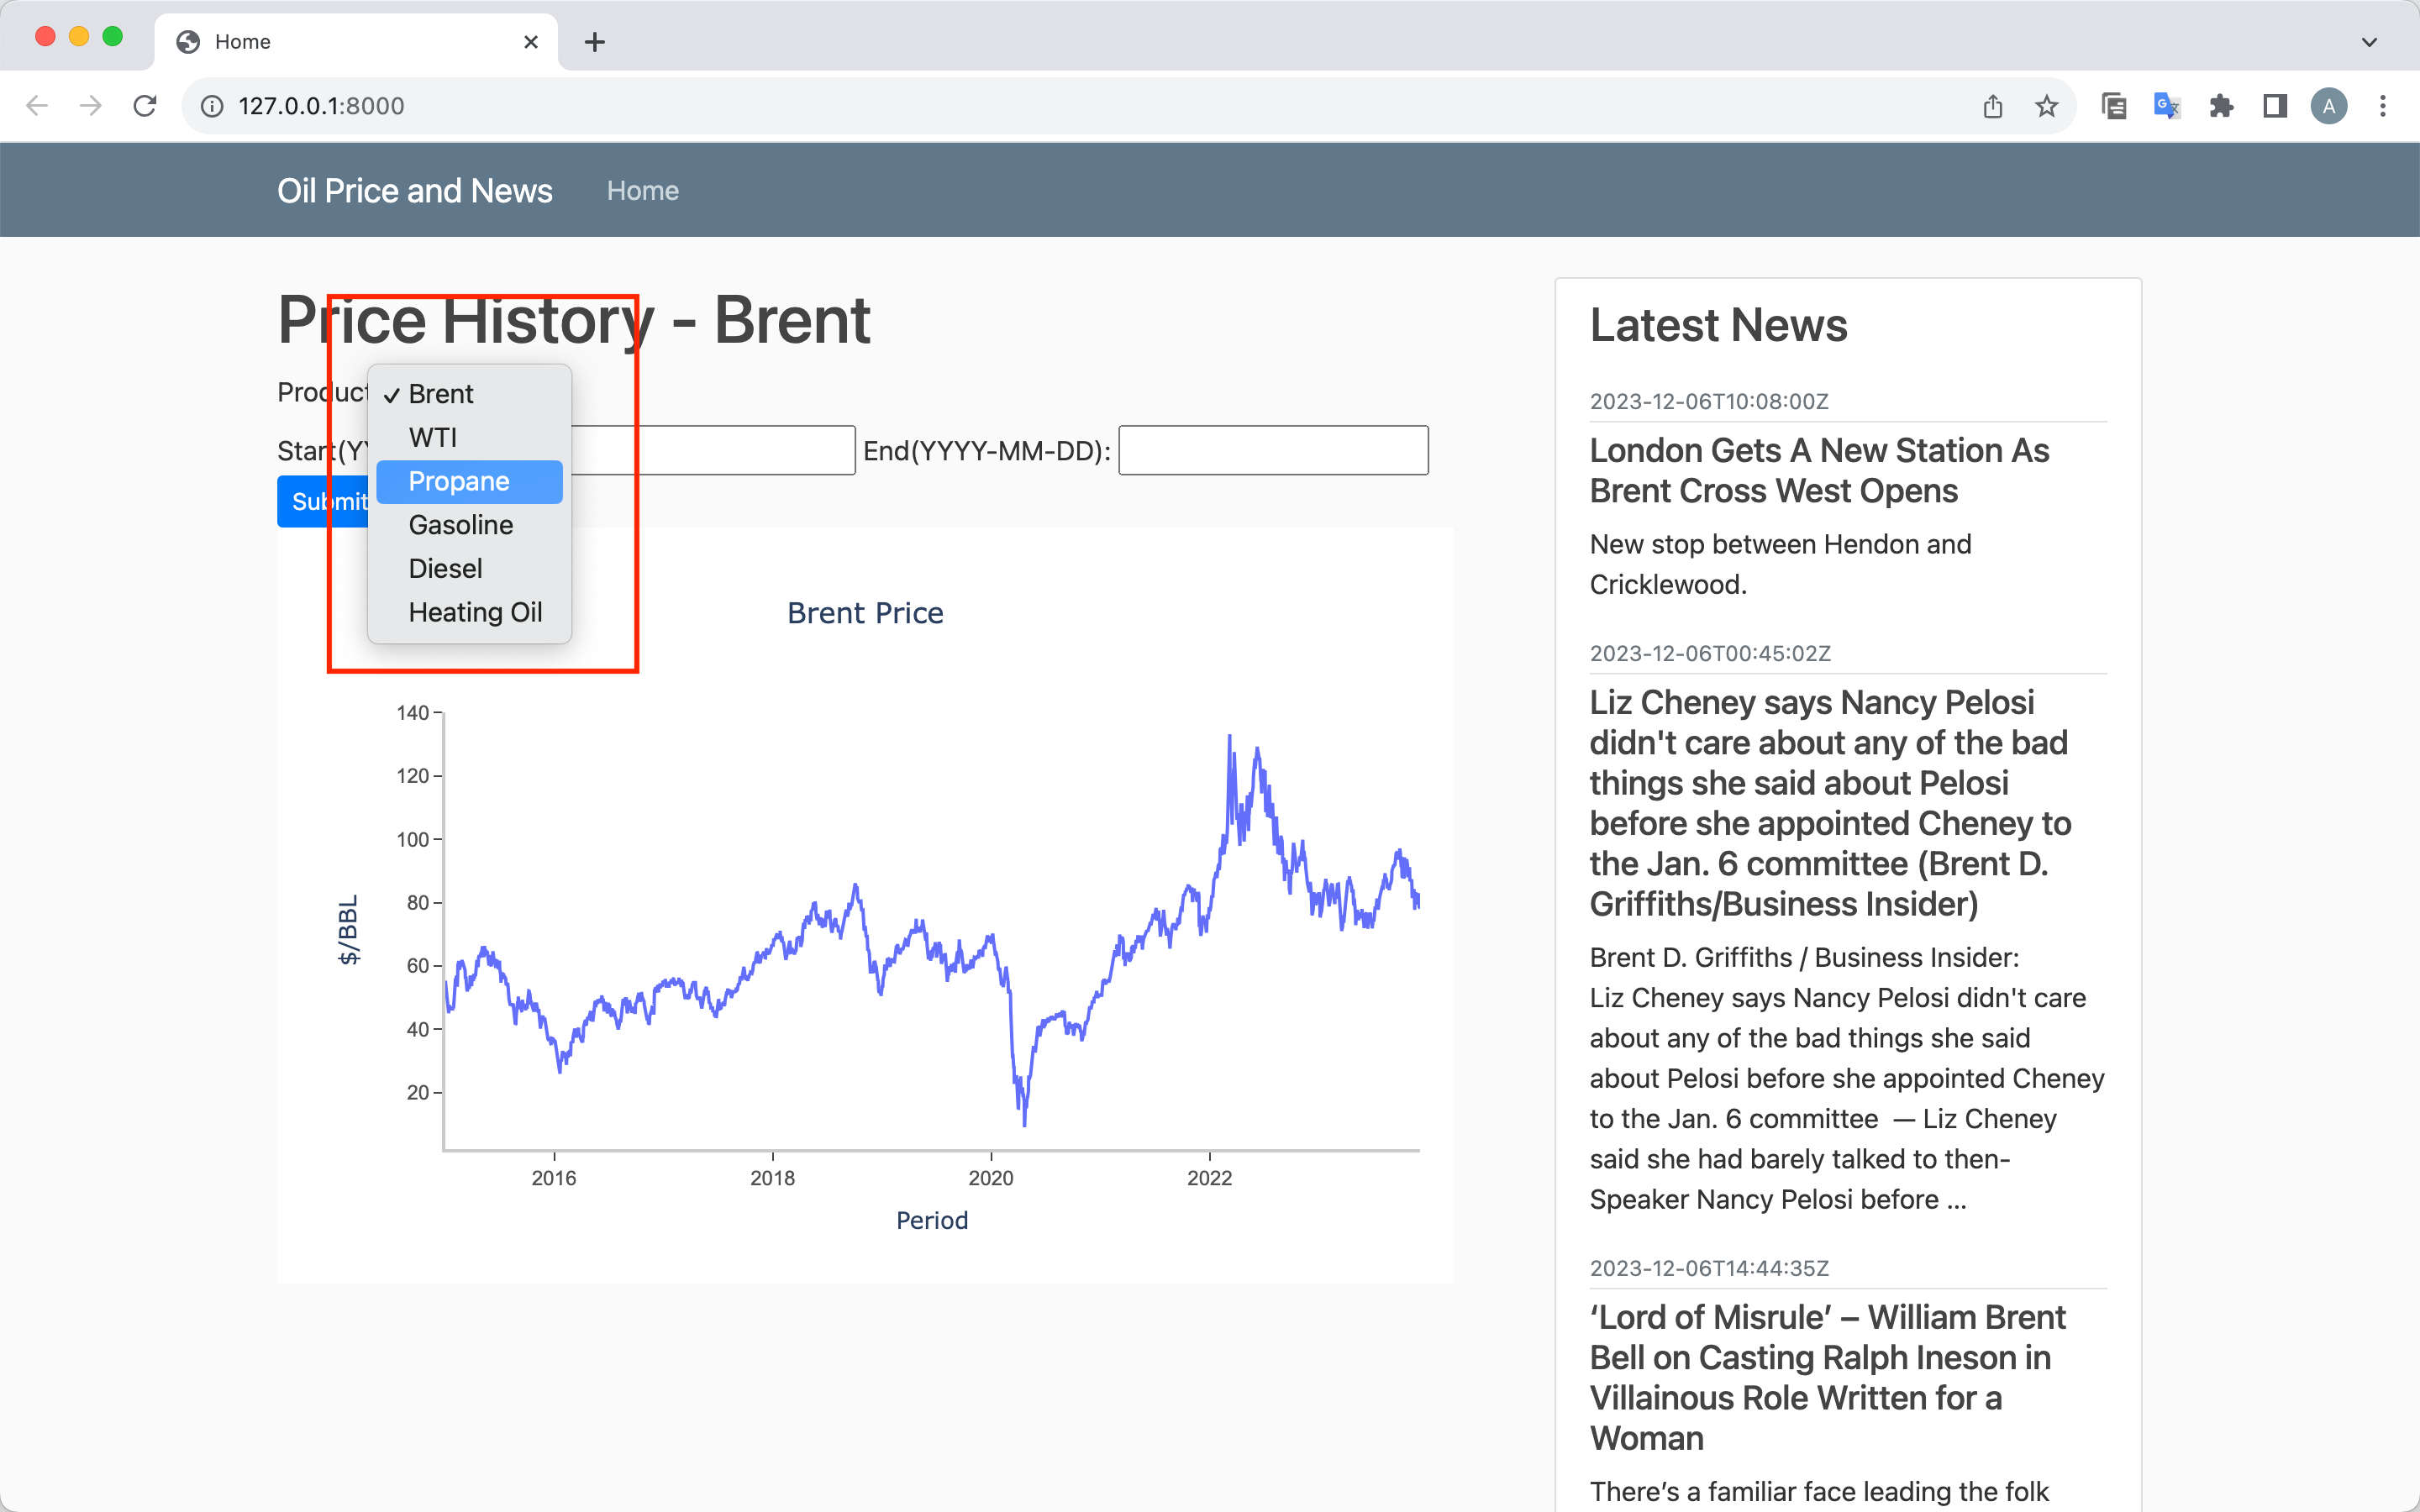 Home
127.0.0.1:8000
A
Oil Price and News
Home
Price History - Brent
Product
✓ Brent
WTI
Propane
Gasoline
Diesel
Heating Oil
Start(YY
End(YYYY-MM-DD):
Submit
Brent Price
140
120
100
80
60
40
20
$/BBL
2016
2018
2020
2022
Period
Latest News
2023-12-06T10:08:00Z
London Gets A New Station As
Brent Cross West Opens
New stop between Hendon and
Cricklewood.
2023-12-06T00:45:02Z
Liz Cheney says Nancy Pelosi
didn't care about any of the bad
things she said about Pelosi
before she appointed Cheney to
the Jan. 6 committee (Brent D.
Griffiths/Business Insider)
Brent D. Griffiths / Business Insider:
Liz Cheney says Nancy Pelosi didn't care
about any of the bad things she said
about Pelosi before she appointed Cheney
to the Jan. 6 committee — Liz Cheney
said she had barely talked to then-
Speaker Nancy Pelosi before ...
2023-12-06T14:44:35Z
‘Lord of Misrule’ – William Brent
Bell on Casting Ralph Ineson in
Villainous Role Written for a
Woman
There’s a familiar face leading the folk